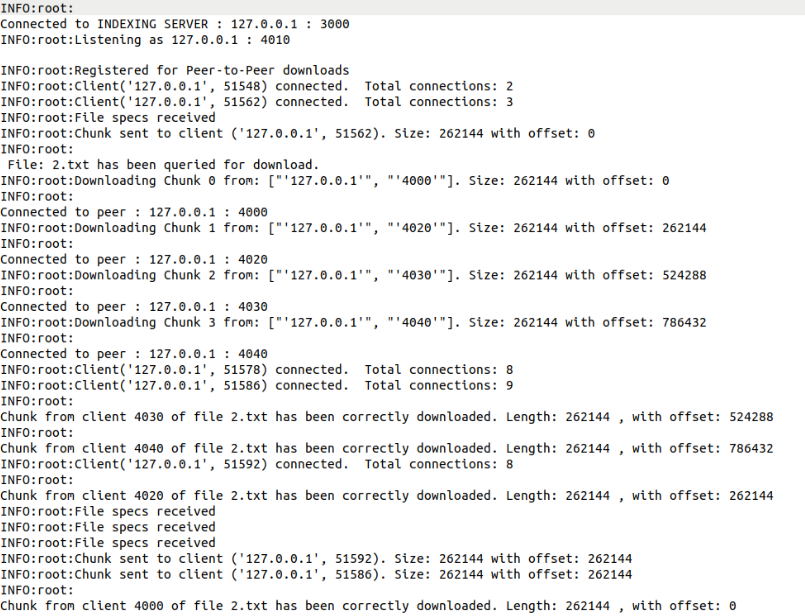 INFO:root:
Connected to INDEXING SERVER : 127.0.0.1 : 3000
INFO:root:Listening as 127.0.0.1 : 4010
INFO:root:Registered for Peer-to-Peer downloads
INFO:root:Client('127.0.0.1', 51548) connected.  Total connections: 2
INFO:root:Client('127.0.0.1', 51562) connected.  Total connections: 3
INFO:root:File specs received
INFO:root:Chunk sent to client ('127.0.0.1', 51562). Size: 262144 with offset: 0
INFO:root:
 File: 2.txt has been queried for download.
INFO:root:Downloading Chunk 0 from: ["'127.0.0.1'", "'4000'"]. Size: 262144 with offset: 0
INFO:root:
Connected to peer : 127.0.0.1 : 4000
INFO:root:Downloading Chunk 1 from: ["'127.0.0.1'", "'4020'"]. Size: 262144 with offset: 262144
INFO:root:
Connected to peer : 127.0.0.1 : 4020
INFO:root:Downloading Chunk 2 from: ["'127.0.0.1'", "'4030'"]. Size: 262144 with offset: 524288
INFO:root:
Connected to peer : 127.0.0.1 : 4030
INFO:root:Downloading Chunk 3 from: ["'127.0.0.1'", "'4040'"]. Size: 262144 with offset: 786432
INFO:root:
Connected to peer : 127.0.0.1 : 4040
INFO:root:Client('127.0.0.1', 51578) connected.  Total connections: 8
INFO:root:Client('127.0.0.1', 51586) connected.  Total connections: 9
INFO:root:
Chunk from client 4030 of file 2.txt has been correctly downloaded. Length: 262144 , with offset: 524288
INFO:root:
Chunk from client 4040 of file 2.txt has been correctly downloaded. Length: 262144 , with offset: 786432
INFO:root:Client('127.0.0.1', 51592) connected.  Total connections: 8
INFO:root:
Chunk from client 4020 of file 2.txt has been correctly downloaded. Length: 262144 , with offset: 262144
INFO:root:File specs received
INFO:root:File specs received
INFO:root:File specs received
INFO:root:Chunk sent to client ('127.0.0.1', 51592). Size: 262144 with offset: 262144
INFO:root:Chunk sent to client ('127.0.0.1', 51586). Size: 262144 with offset: 262144
INFO:root:
Chunk from client 4000 of file 2.txt has been correctly downloaded. Length: 262144 , with offset: 0